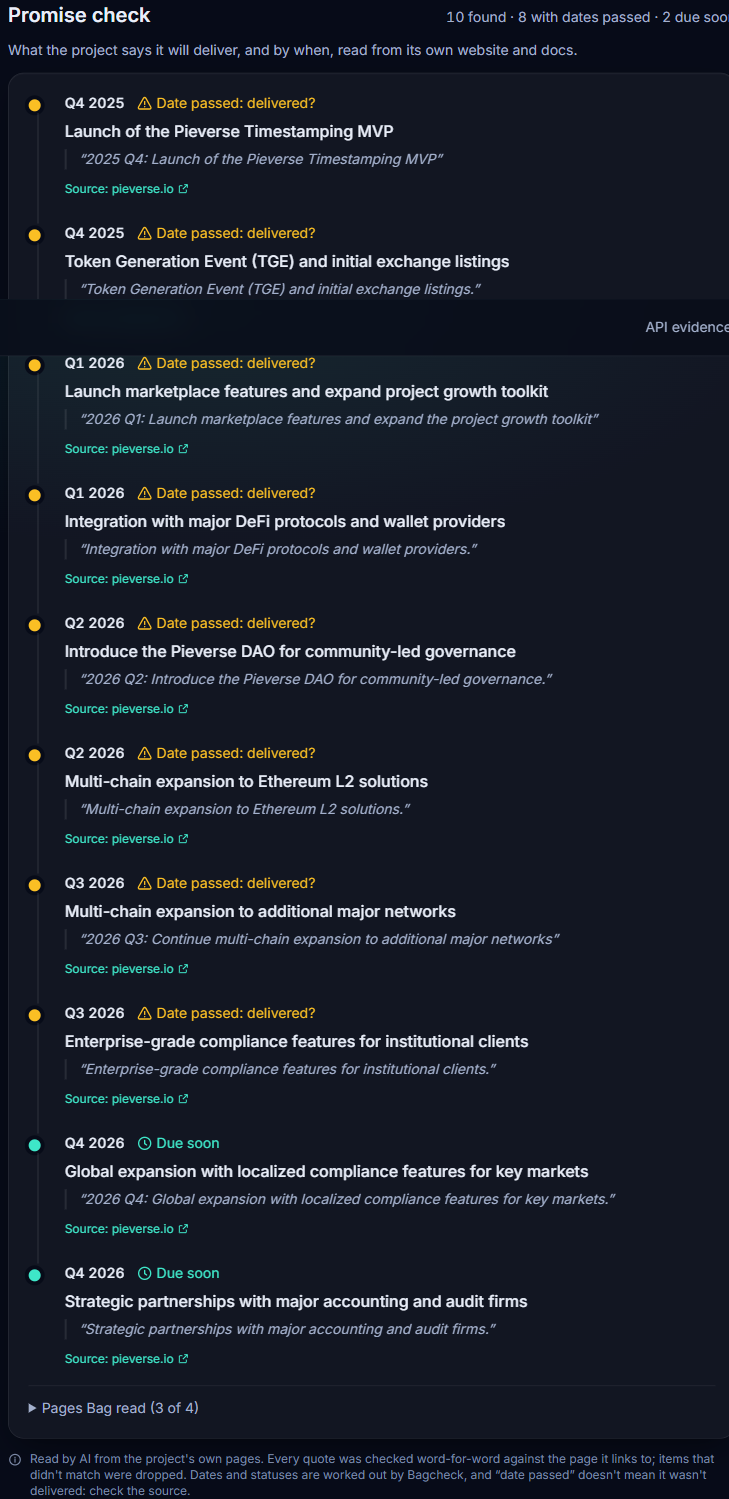 Promise check
10 found · 8 with dates passed · 2 due soon
What the project says it will deliver, and by when, read from its own website and docs.
Q4 2025 Date passed: delivered?
Launch of the Pieverse Timestamping MVP
“2025 Q4: Launch of the Pieverse Timestamping MVP”
Source: pieverse.io
Q4 2025 Date passed: delivered?
Token Generation Event (TGE) and initial exchange listings
“Token Generation Event (TGE) and initial exchange listings.”
API evidence
Q1 2026 Date passed: delivered?
Launch marketplace features and expand project growth toolkit
“2026 Q1: Launch marketplace features and expand the project growth toolkit”
Source: pieverse.io
Q1 2026 Date passed: delivered?
Integration with major DeFi protocols and wallet providers
“Integration with major DeFi protocols and wallet providers.”
Source: pieverse.io
Q2 2026 Date passed: delivered?
Introduce the Pieverse DAO for community-led governance
“2026 Q2: Introduce the Pieverse DAO for community-led governance.”
Source: pieverse.io
Q2 2026 Date passed: delivered?
Multi-chain expansion to Ethereum L2 solutions
“Multi-chain expansion to Ethereum L2 solutions.”
Source: pieverse.io
Q3 2026 Date passed: delivered?
Multi-chain expansion to additional major networks
“2026 Q3: Continue multi-chain expansion to additional major networks”
Source: pieverse.io
Q3 2026 Date passed: delivered?
Enterprise-grade compliance features for institutional clients
“Enterprise-grade compliance features for institutional clients.”
Source: pieverse.io
Q4 2026 Due soon
Global expansion with localized compliance features for key markets
“2026 Q4: Global expansion with localized compliance features for key markets.”
Source: pieverse.io
Q4 2026 Due soon
Strategic partnerships with major accounting and audit firms
“Strategic partnerships with major accounting and audit firms.”
Source: pieverse.io
Pages Bag read (3 of 4)
Read by AI from the project's own pages. Every quote was checked word-for-word against the page it links to; items that
didn't match were dropped. Dates and statuses are worked out by Bagcheck, and “date passed” doesn't mean it wasn't
delivered: check the source.